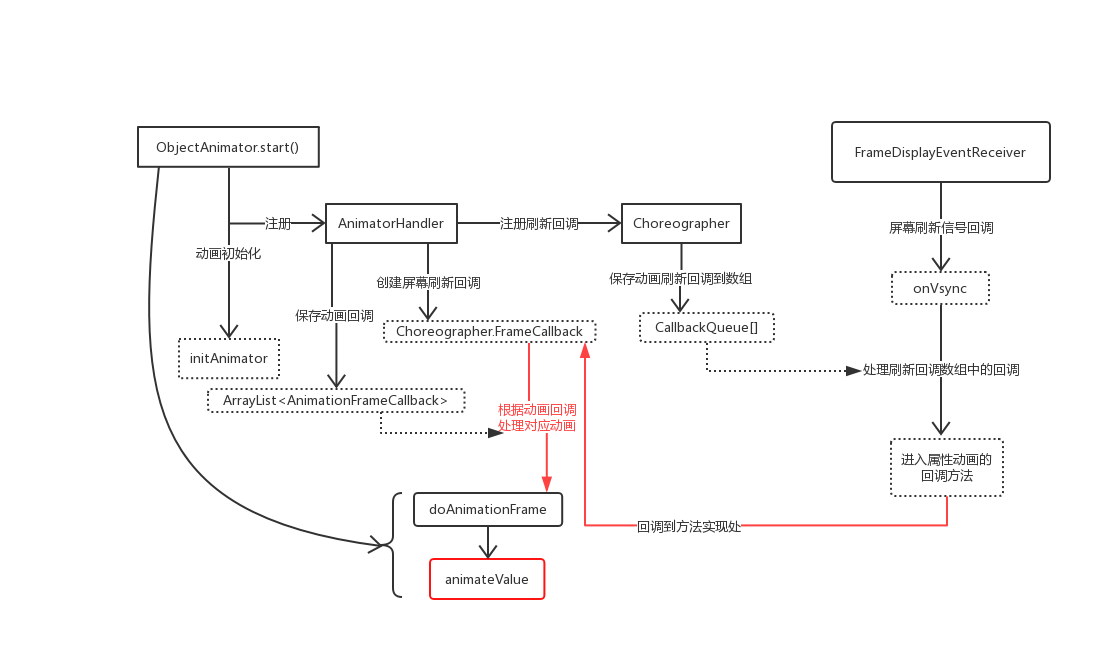 ObjectAnimator.start()
FrameDisplayEventReceiver
注册
AnimatorHandler
注册刷新回调
Choreographer
屏幕刷新信号回调
动画初始化
创建屏幕刷新回调
保存动画刷新回调到数组
onVsync
保存动画回调
Choreographer.FrameCallback
CallbackQueue[]
initAnimator
处理刷新回调数组中的回调
ArrayList<AnimationFrameCallback>
根据动画回调
处理对应动画
进入属性动画的
回调方法
doAnimationFrame
回调到方法实现处
animateValue